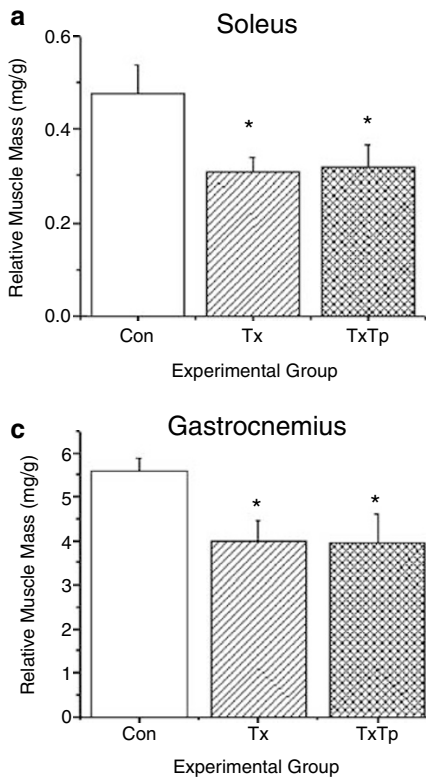 a
Soleus
Relative Muscle Mass (mg/g)
0.6
0.4
0.2
0.0
*
*
Con Tx TxTp
Experimental Group
c
Gastrocnemius
Relative Muscle Mass (mg/g)
6
5
4
3
2
1
0
*
*
Con Tx TxTp
Experimental Group